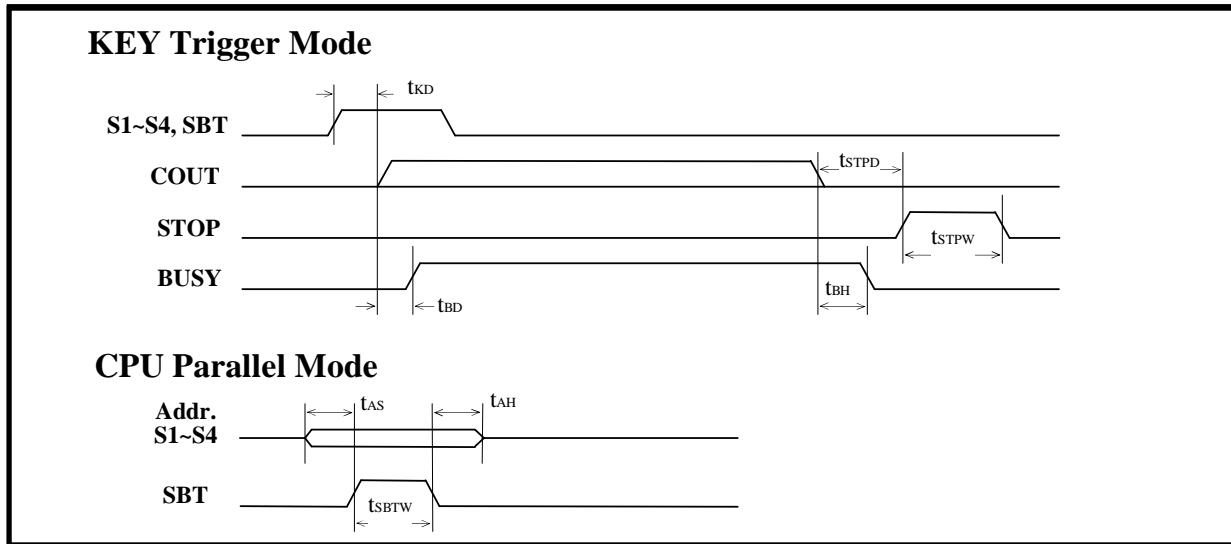 KEY Trigger Mode
tKD
S1~S4, SBT
COUT
tSTPD
STOP
tSTPW
BUSY
tBD
tBH
CPU Parallel Mode
Addr.
tAS
tAH
S1~S4
SBT
tSBTW